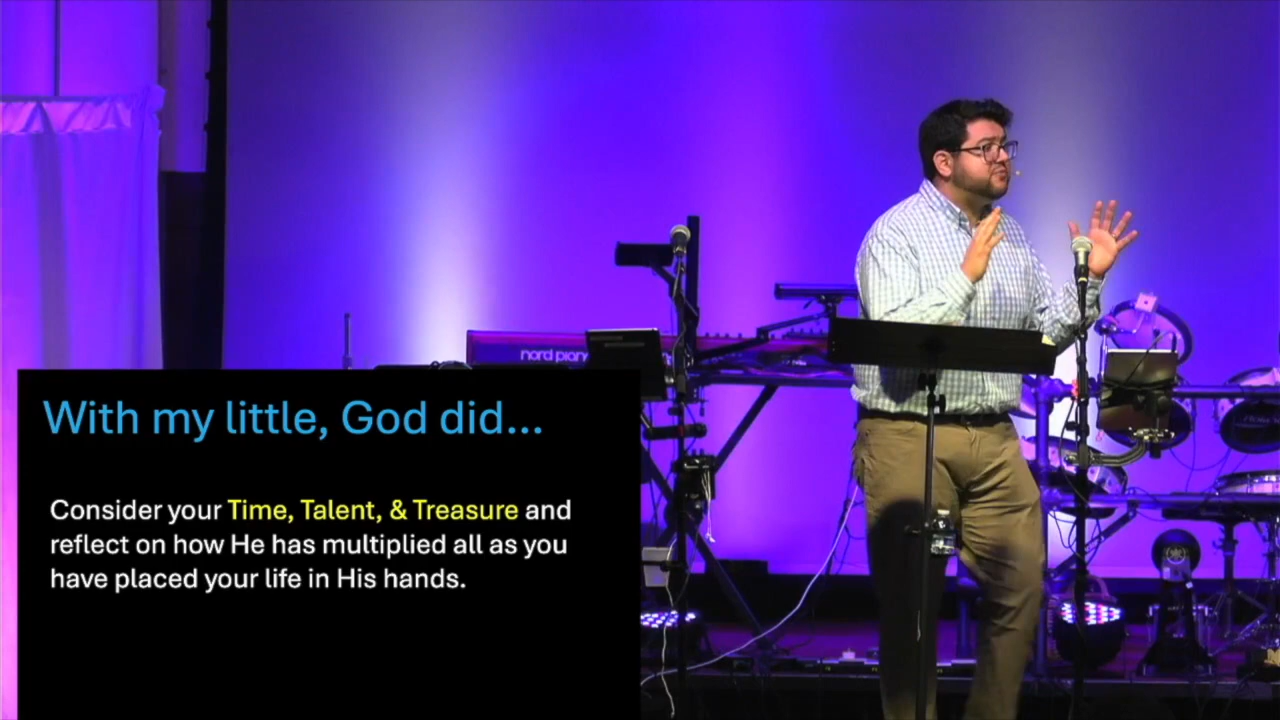 nord piano
With my little, God did...
Consider your Time, Talent, & Treasure and
reflect on how He has multiplied all as you
have placed your life in His hands.